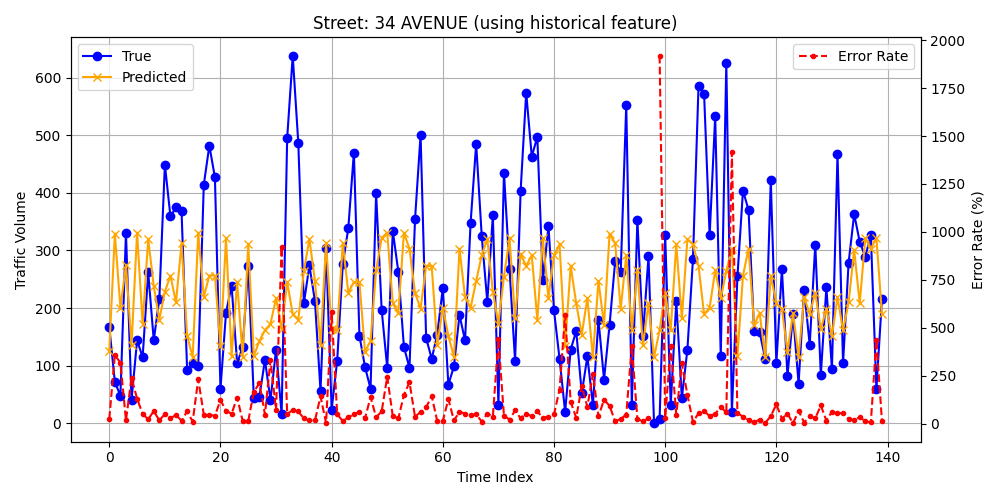 Street: 34 AVENUE (using historical feature)
True
Predicted
Error Rate
Traffic Volume
600
500
400
300
200
100
0
2000
1750
1500
1250
1000
750
500
250
0
Error Rate (%)
0 20 40 60 80 100 120 140
Time Index